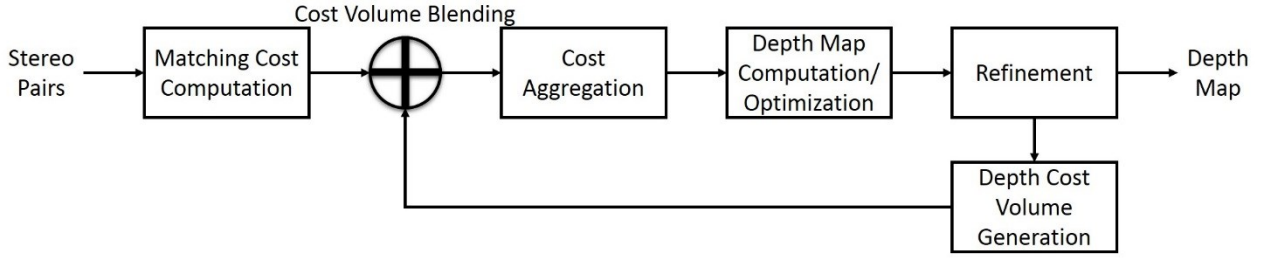 Cost Volume Blending
Stereo
Pairs
Matching Cost
Computation
Cost
Aggregation
Depth Map
Computation/
Optimization
Refinement
Depth
Map
Depth Cost
Volume
Generation